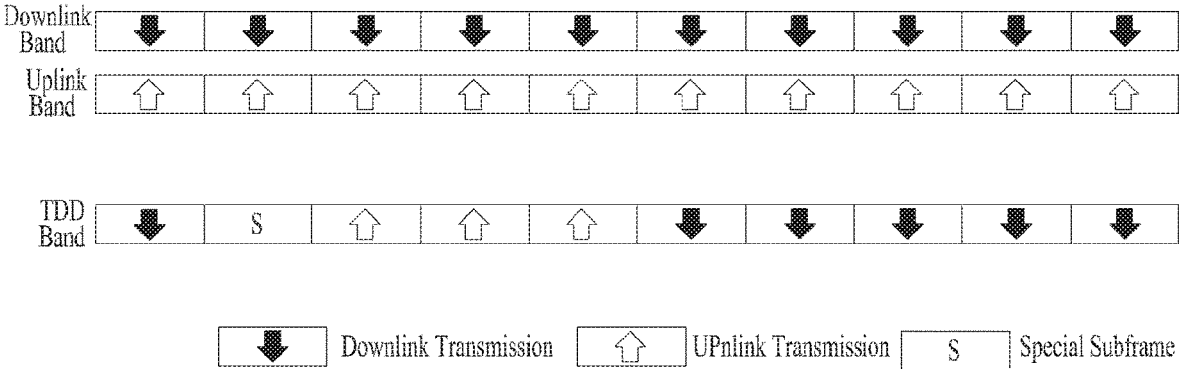 Downlink
Band
Uplink
Band
TDD
Band
S
Downlink Transmission
UPnlink Transmission
S
Special Subframe